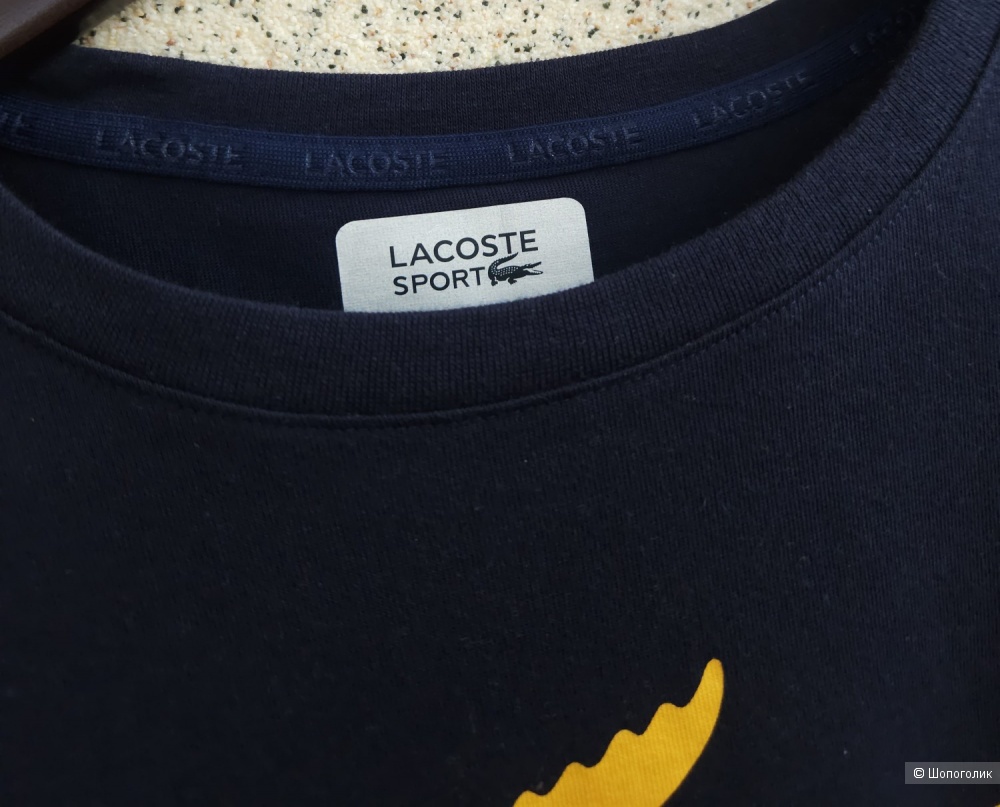 LACOSTE LACOSTE LACOSTE LACOSTE
LACOSTE
SPORT
© Шопоголик